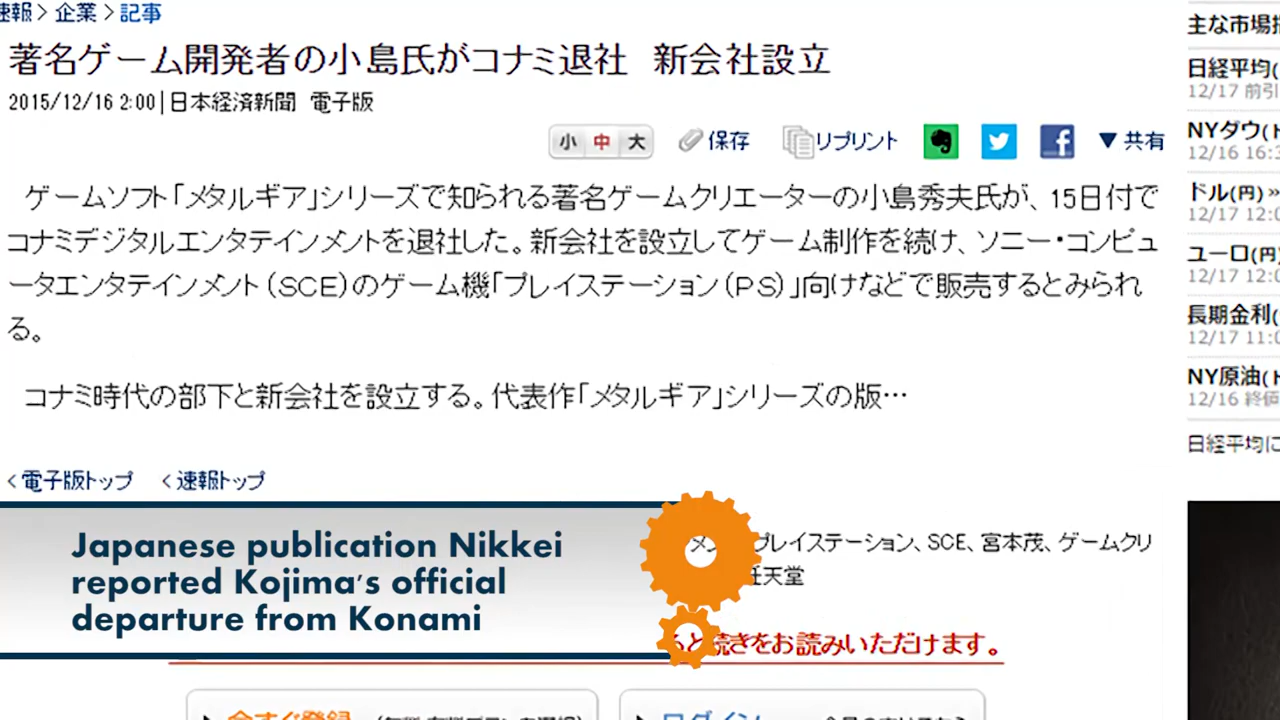 速報 > 企業 > 記事
著名ゲーム開発者の小島氏がコナミ退社　新会社設立
2015/12/16 2:00|日本経済新聞　電子版
小 中 大 保存 リプリント ▼ 共有
ゲームソフト「メタルギア」シリーズで知られる著名ゲームクリエーターの小島秀夫氏が、15日付で
コナミデジタルエンタテインメントを退社した。新会社を設立してゲーム制作を続け、ソニー・コンピュ
ータエンタテインメント(SCE)のゲーム機「プレイステーション(PS)」向けなどで販売するとみられ
る。
コナミ時代の部下と新会社を設立する。代表作「メタルギア」シリーズの版…
<電子版トップ <速報トップ
プレイステーション、SCE、宮本茂、ゲームクリ
任天堂
Japanese publication Nikkei
reported Kojima's official
departure from Konami
ると続きをお読みいただけます。
今すぐ登録
ログイン
主な市場
日経平均(
12/17 前引
NYダウ(
12/16 16:
ドル(円) »
12/17 12:
ユーロ(円)
12/17 12:
長期金利(
12/17 11:
NY原油(
12/16 終値
日経平均に